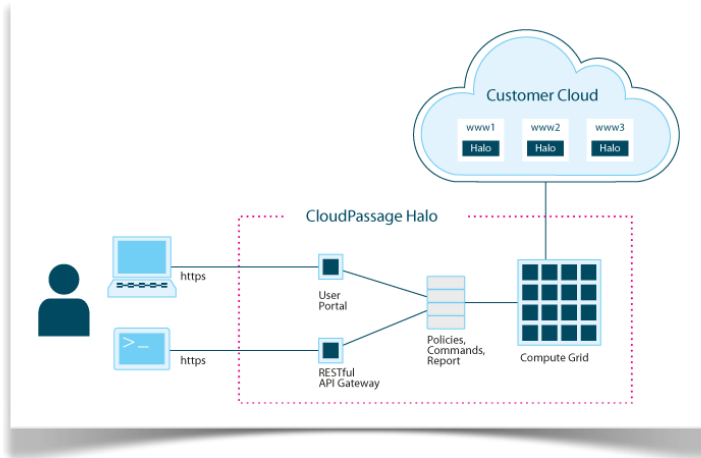 Customer Cloud
www1 www2 www3
Halo Halo Halo
CloudPassage Halo
https
User
Portal
Policies,
Commands,
Report
Compute Grid
>_
https
RESTful
API Gateway